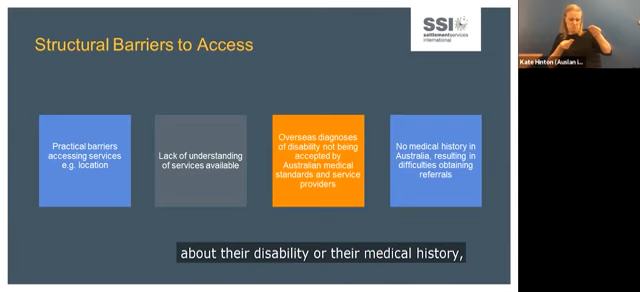 Structural Barriers to Access
SSI
settlement services
international
Kate Hinton (Auslan i...
Practical barriers
accessing services
e.g. location
Lack of understanding
of services available
Overseas diagnoses
of disability not being
accepted by
Australian medical
standards and service
providers
No medical history in
Australia, resulting in
difficulties obtaining
referrals
about their disability or their medical history,